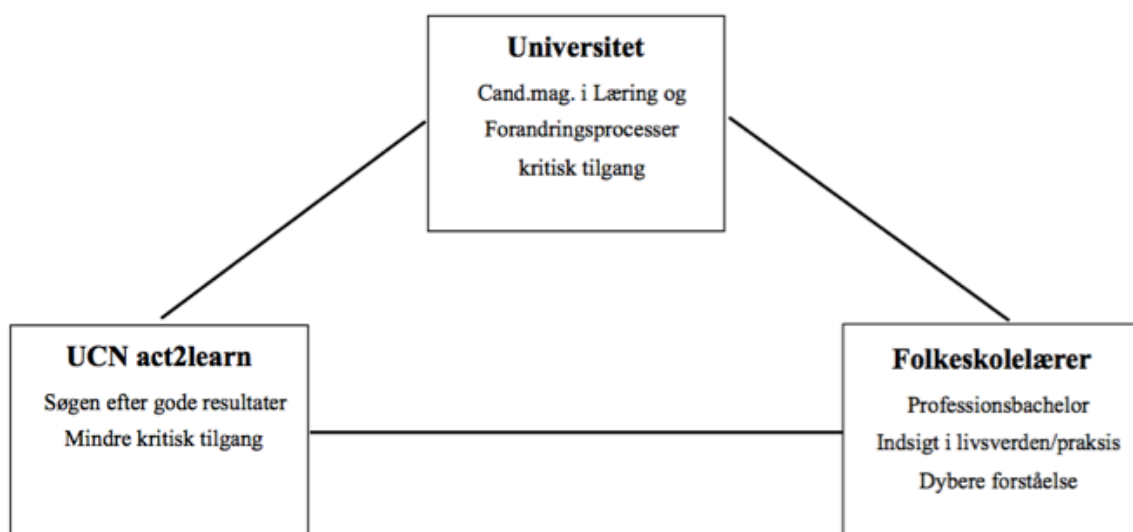 Universitet
Cand.mag. i Læring og
Forandringsprocesser
kritisk tilgang
UCN act2learn
Søgen efter gode resultater
Mindre kritisk tilgang
Folkeskolelærer
Professionsbachelor
Indsigt i livsverden/praksis
Dybere forståelse